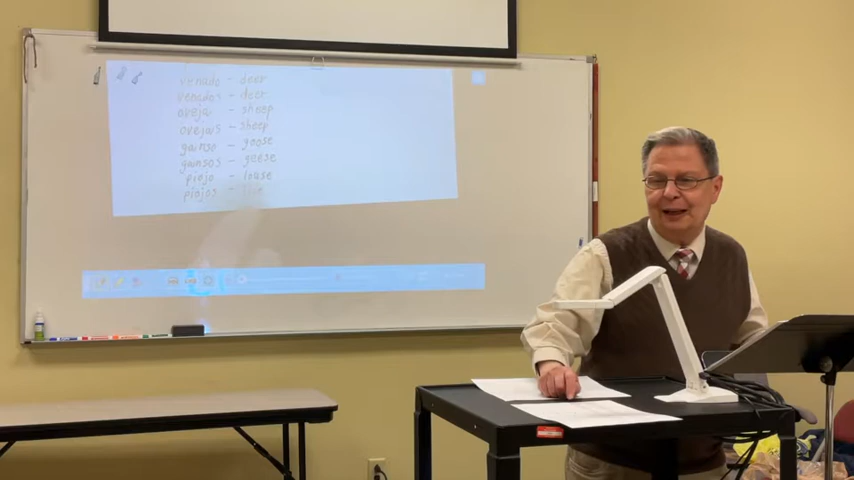 venado - deer
venados - deer
oveja - sheep
ovejas - sheep
ganso - goose
gansos - geese
piojo - louse
piojos -